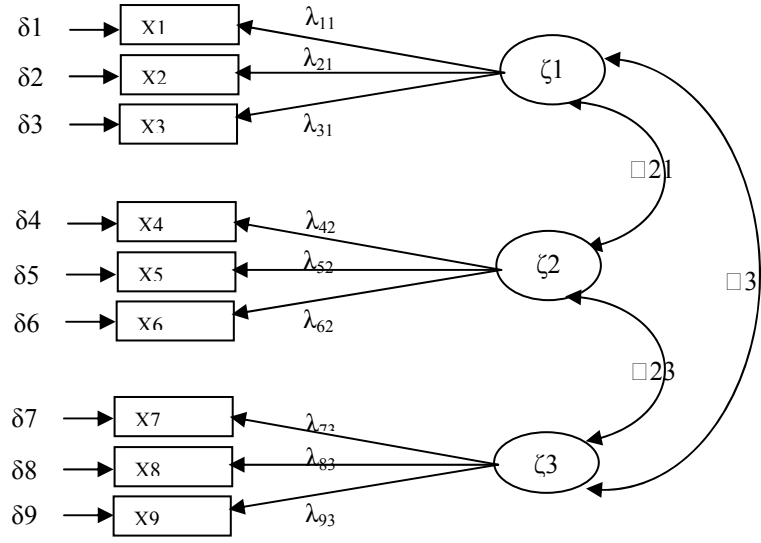 δ1 X1 λ11
δ2 X2 λ21 ζ1
δ3 X3 λ31
□21
δ4 X4 λ42
δ5 X5 λ52 ζ2
δ6 X6 λ62
□3
□23
δ7 X7 λ73
δ8 X8 λ83 ζ3
δ9 X9 λ93